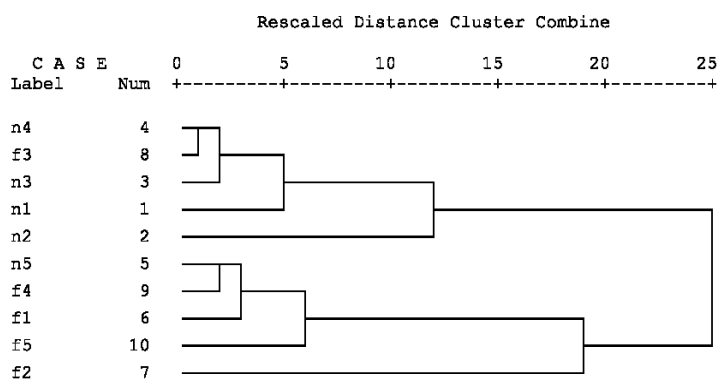 Rescaled Distance Cluster Combine
C A S E 0 5 10 15 20 25
Label Num +---------+---------+---------+---------+---------+
n4 4
f3 8
n3 3
n1 1
n2 2
n5 5
f4 9
f1 6
f5 10
f2 7